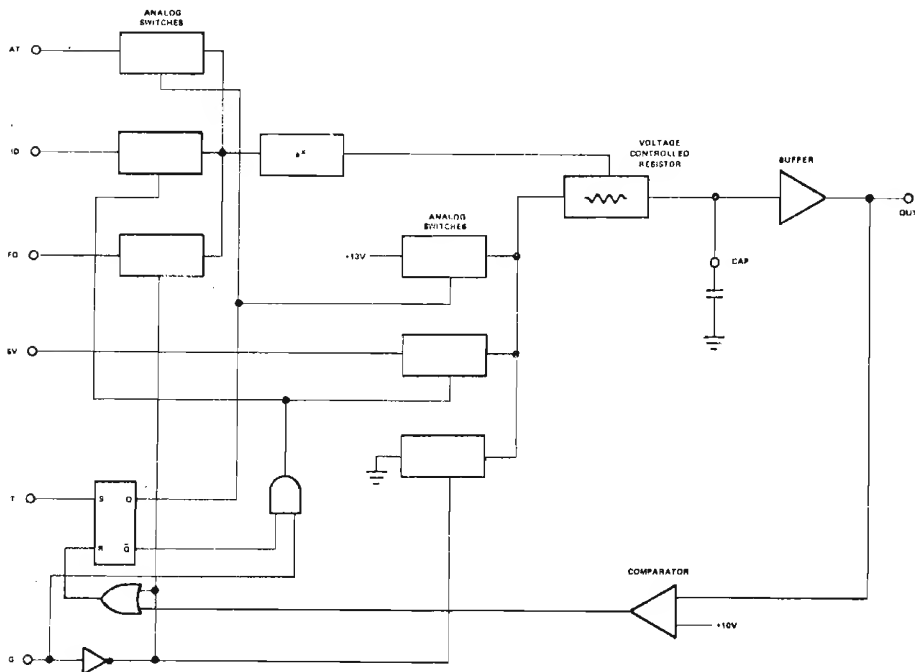 ANALOG
SWITCHES
AT
ID
e^x
VOLTAGE
CONTROLLED
RESISTOR
BUFFER
OUT
FD
ANALOG
SWITCHES
+13V
CAP
SV
T
S
Q
R
Q̄
COMPARATOR
+10V
G